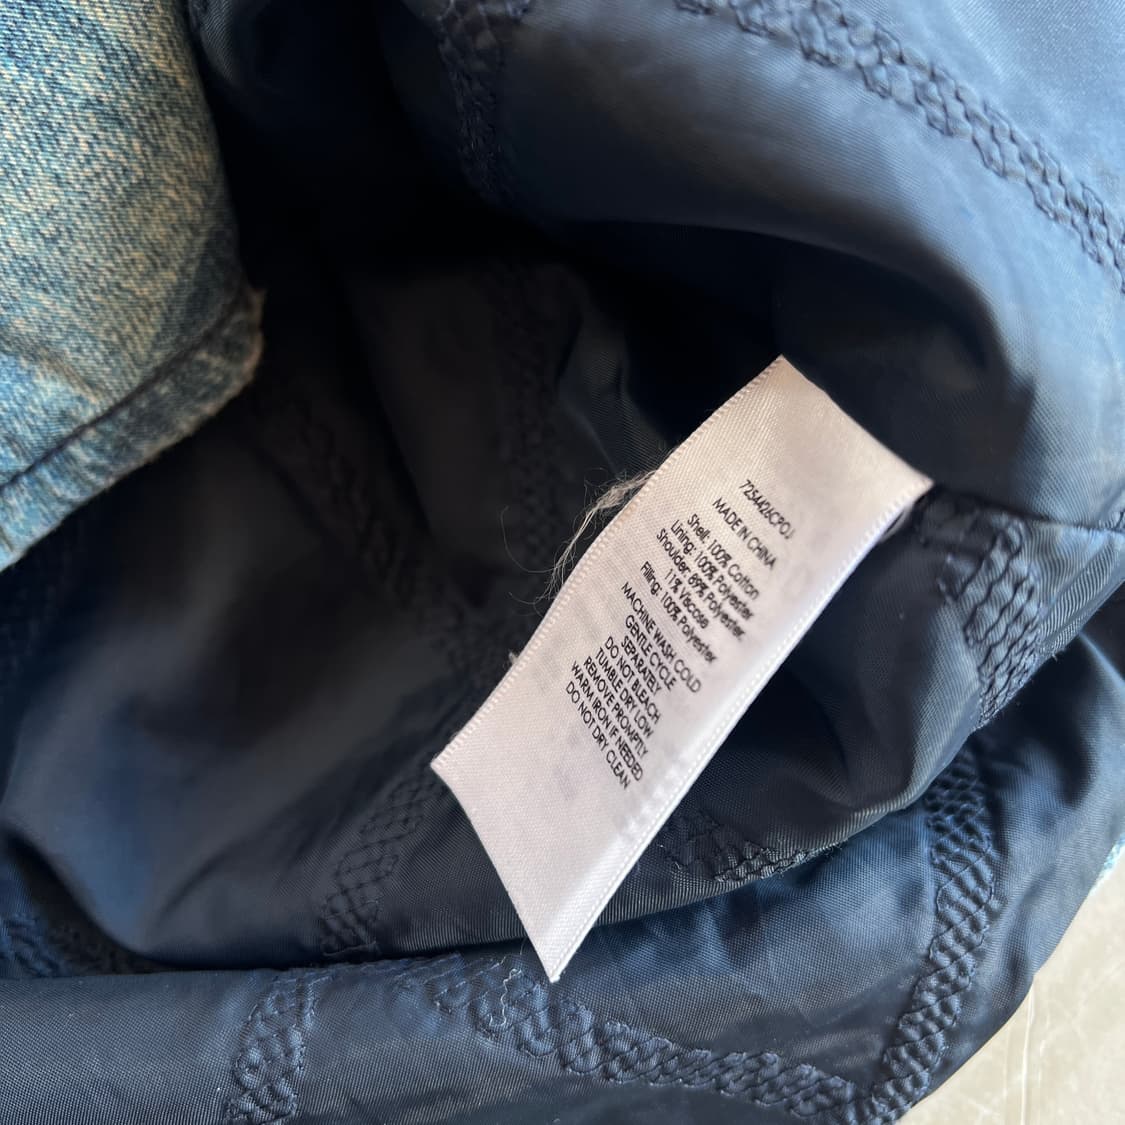 7254426CPOJ
MADE IN CHINA
Shell: 100% Cotton
Lining: 100% Polyester
Shoulder: 89% Polyester.
11% Viscose
Filling: 100% Polyester
MACHINE WASH COLD
GENTLE CYCLE
SEPARATELY
DO NOT BLEACH
TUMBLE DRY LOW
REMOVE PROMPTLY
WARM IRON IF NEEDED
DO NOT DRY CLEAN